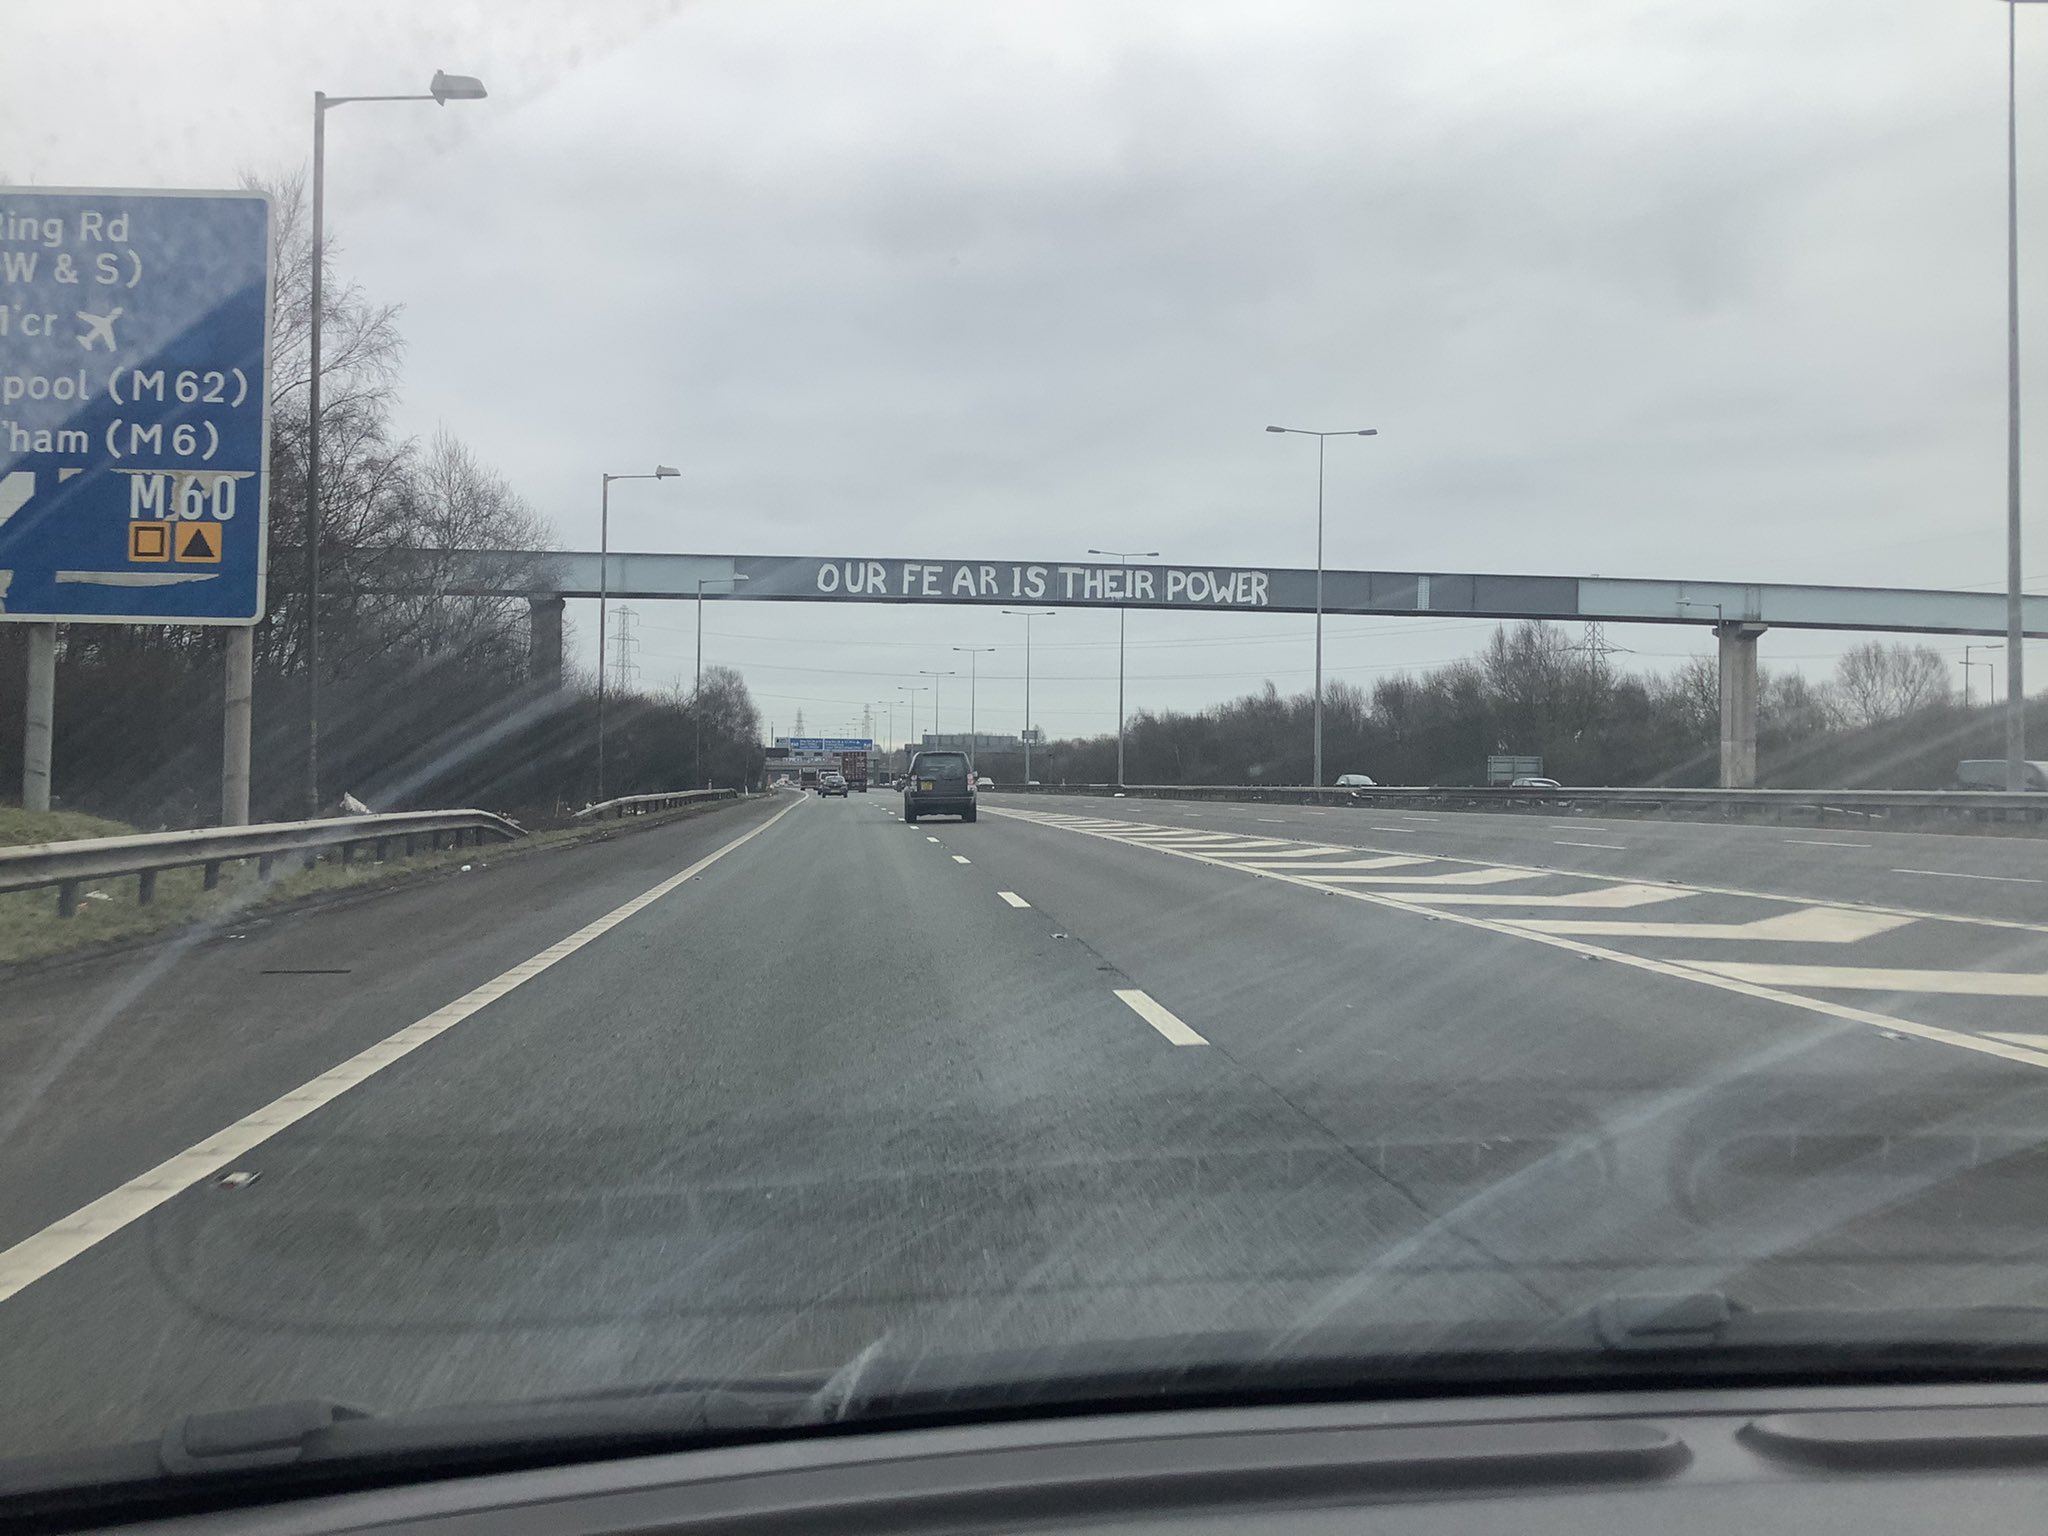 Ring Rd
W & S)
M'cr
pool (M62)
'ham (M6)
M60
OUR FEAR IS THEIR POWER